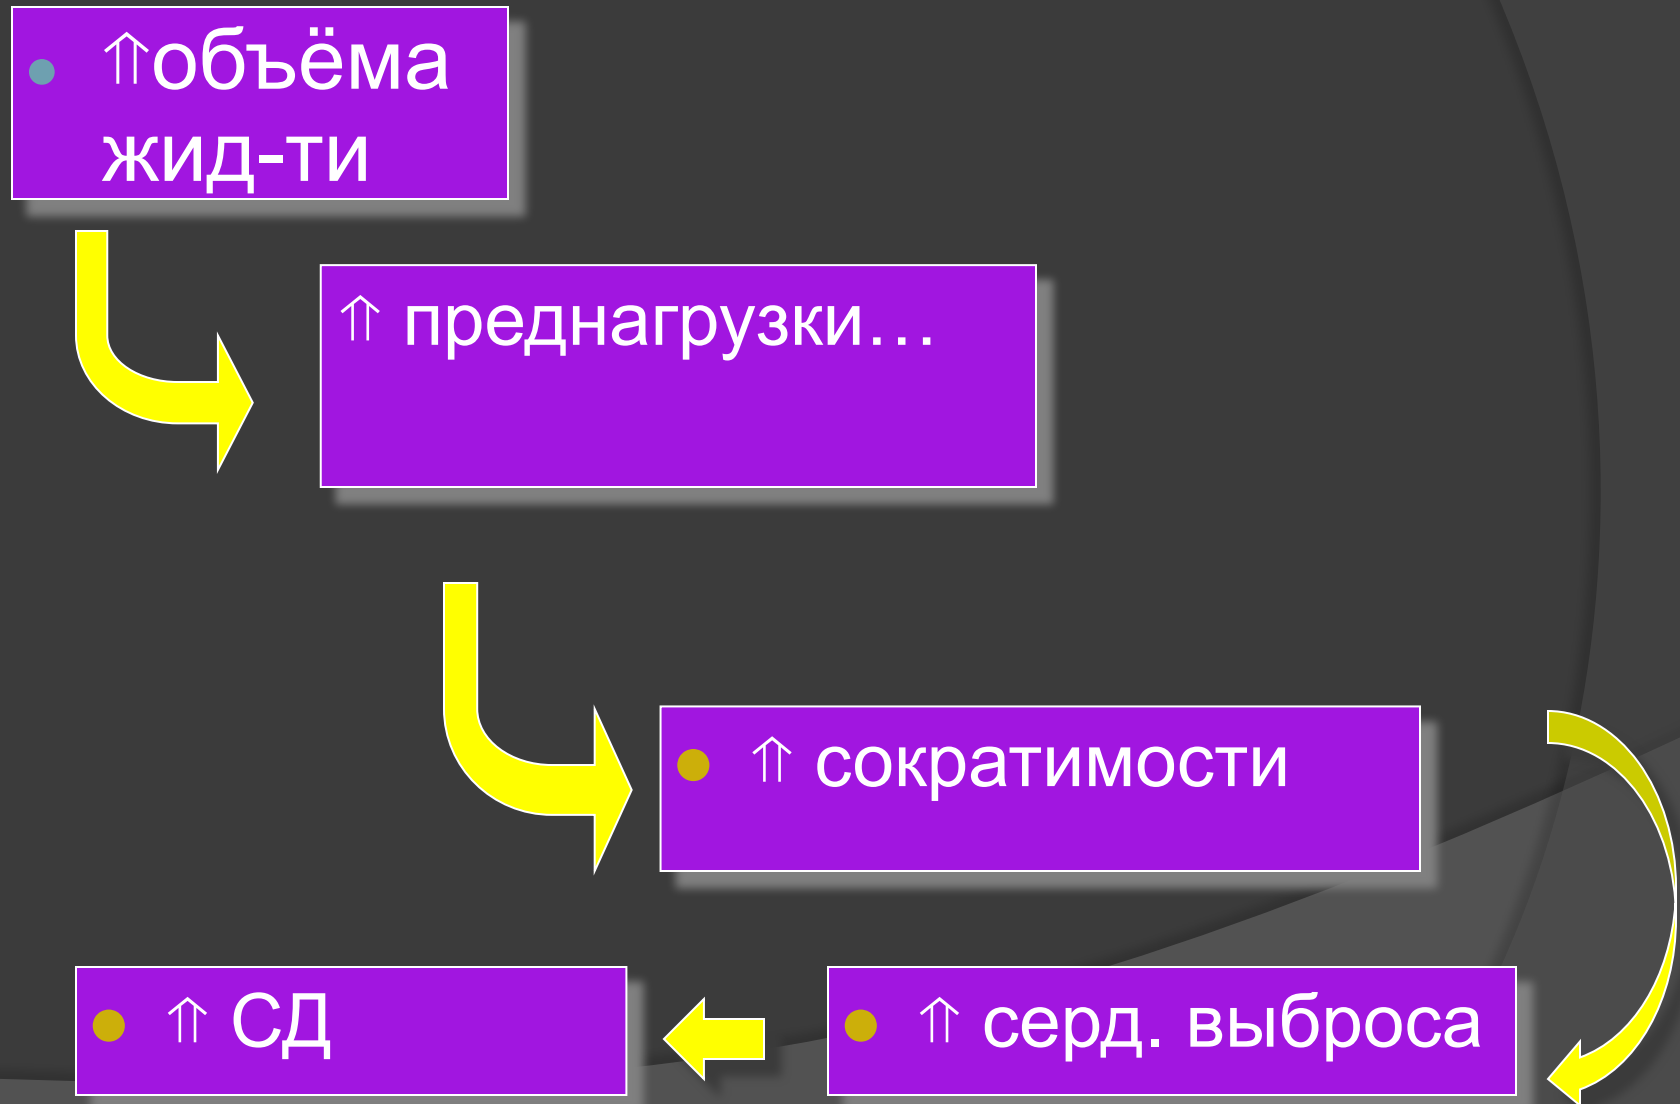 ⇑объёма
жид-ти
⇑ преднагрузки…
⇑ сократимости
⇑ серд. выброса
⇑ СД